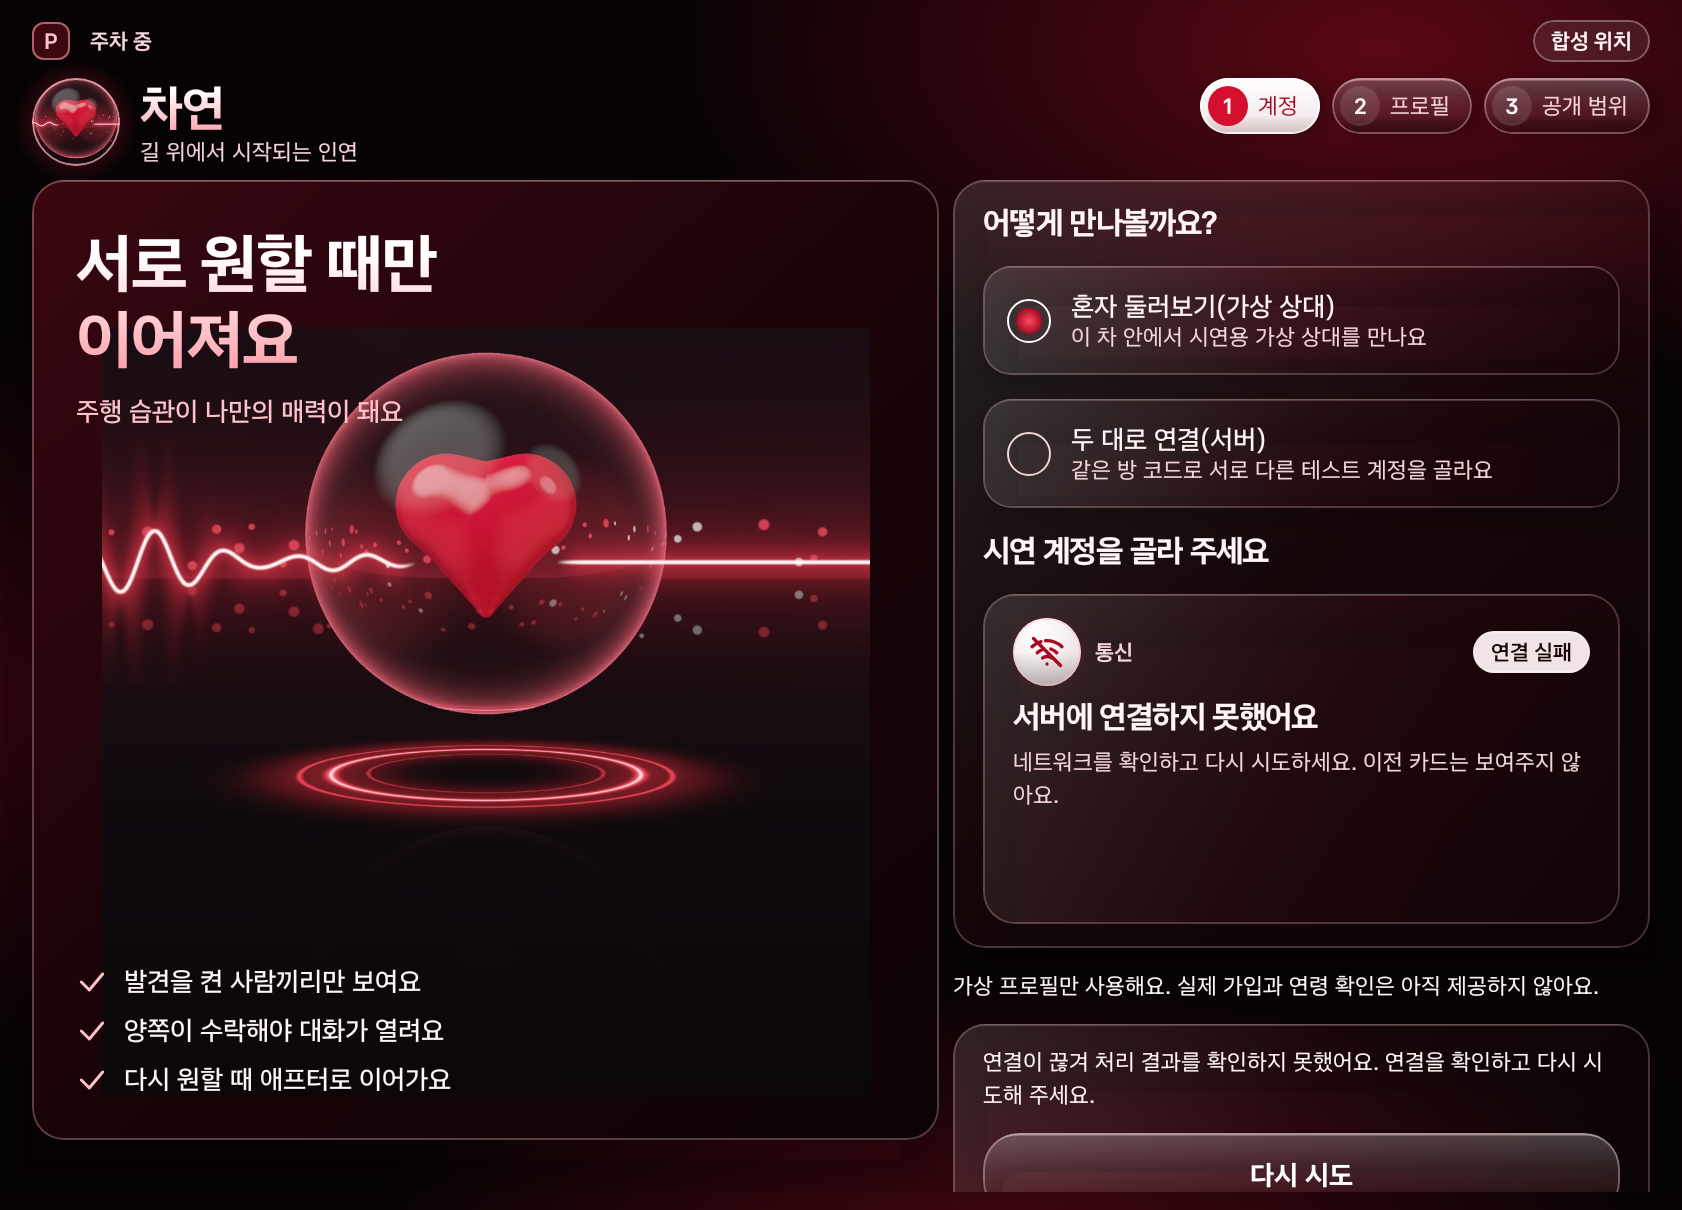 P 주차 중
합성 위치
차연
길 위에서 시작되는 인연
1 계정
2 프로필
3 공개 범위
서로 원할 때만
이어져요
주행 습관이 나만의 매력이 돼요
발견을 켠 사람끼리만 보여요
양쪽이 수락해야 대화가 열려요
다시 원할 때 애프터로 이어가요
어떻게 만나볼까요?
혼자 둘러보기(가상 상대)
이 차 안에서 시연용 가상 상대를 만나요
두 대로 연결(서버)
같은 방 코드로 서로 다른 테스트 계정을 골라요
시연 계정을 골라 주세요
통신
연결 실패
서버에 연결하지 못했어요
네트워크를 확인하고 다시 시도하세요. 이전 카드는 보여주지 않
아요.
가상 프로필만 사용해요. 실제 가입과 연령 확인은 아직 제공하지 않아요.
연결이 끊겨 처리 결과를 확인하지 못했어요. 연결을 확인하고 다시 시
도해 주세요.
다시 시도